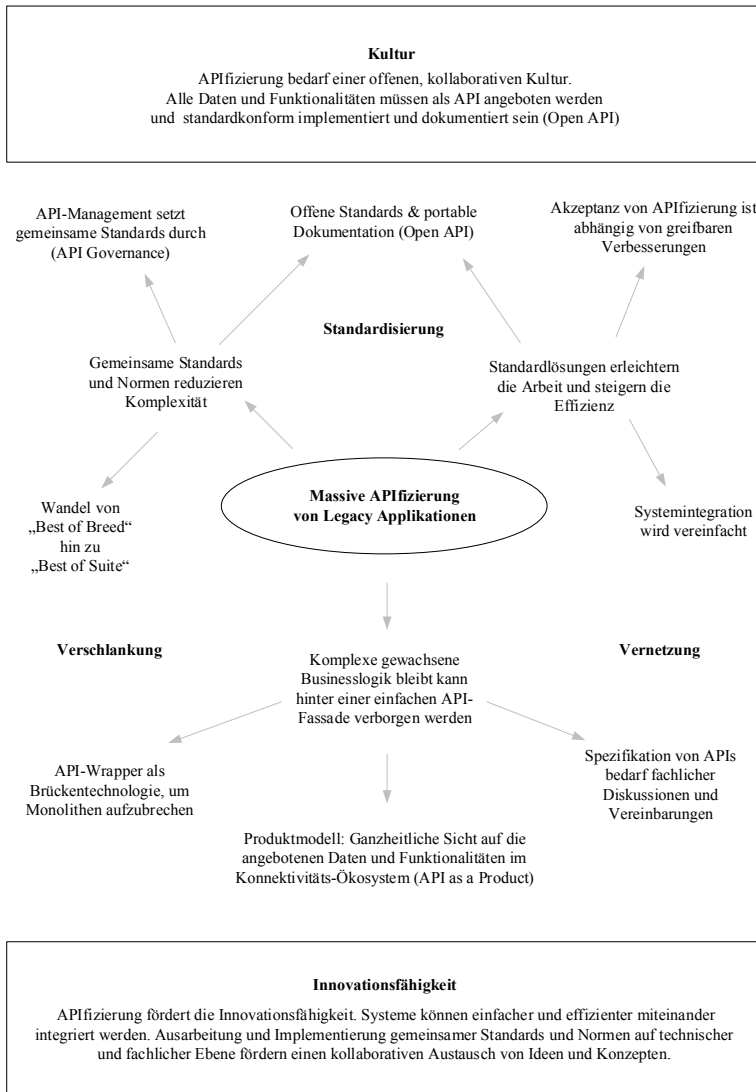 Kultur
APIfizierung bedarf einer offenen, kollaborativen Kultur.
Alle Daten und Funktionalitäten müssen als API angeboten werden
und standardkonform implementiert und dokumentiert sein (Open API)
API-Management setzt
gemeinsame Standards durch
(API Governance)
Offene Standards & portable
Dokumentation (Open API)
Akzeptanz von APIfizierung ist
abhängig von greifbaren
Verbesserungen
Standardisierung
Gemeinsame Standards
und Normen reduzieren
Komplexität
Standardlösungen erleichtern
die Arbeit und steigern die
Effizienz
Massive APIfizierung
von Legacy Applikationen
Wandel von
„Best of Breed“
hin zu
„Best of Suite“
Systemintegration
wird vereinfacht
Verschlankung
Vernetzung
Komplexe gewachsene
Businesslogik bleibt kann
hinter einer einfachen API-
Fassade verborgen werden
API-Wrapper als
Brückentechnologie, um
Monolithen aufzubrechen
Spezifikation von APIs
bedarf fachlicher
Diskussionen und
Vereinbarungen
Produktmodell: Ganzheitliche Sicht auf die
angebotenen Daten und Funktionalitäten im
Konnektivitäts-Ökosystem (API as a Product)
Innovationsfähigkeit
APIfizierung fördert die Innovationsfähigkeit. Systeme können einfacher und effizienter miteinander
integriert werden. Ausarbeitung und Implementierung gemeinsamer Standards und Normen auf technischer
und fachlicher Ebene fördern einen kollaborativen Austausch von Ideen und Konzepten.